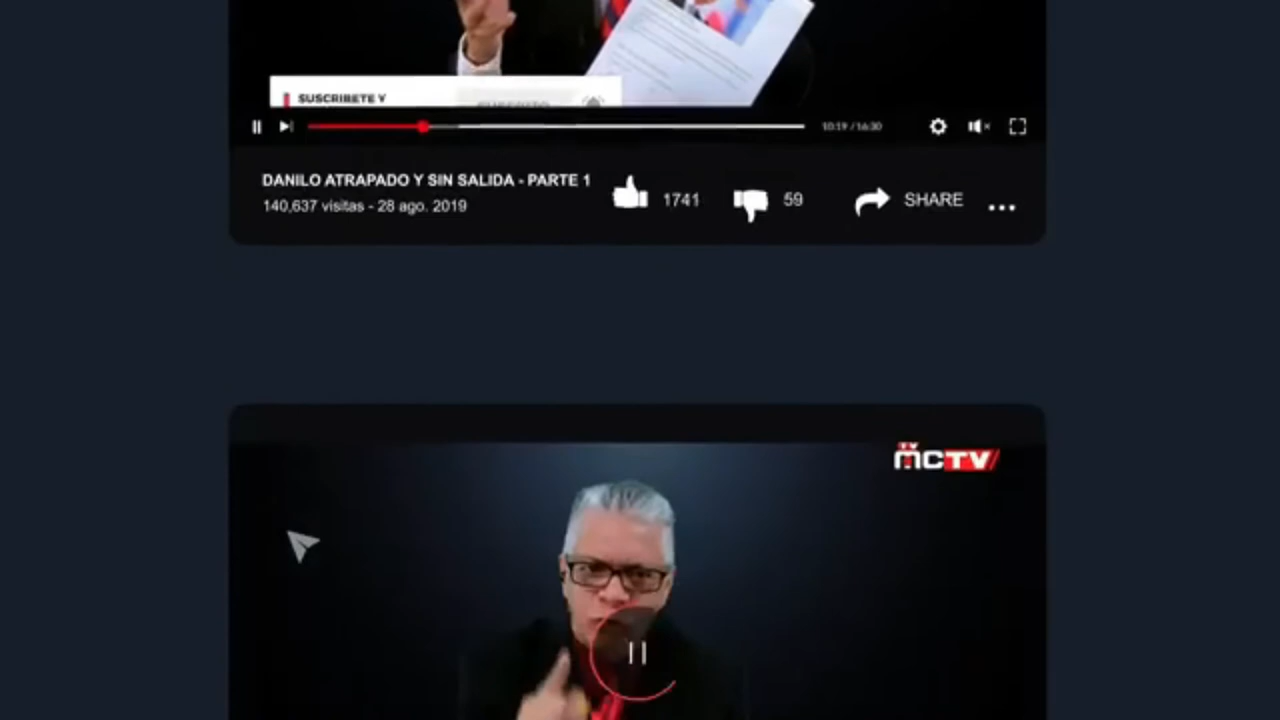 SUSCRIBETE Y
10:19 / 16:30
DANILO ATRAPADO Y SIN SALIDA - PARTE 1
140,637 visitas - 28 ago. 2019
1741
59
SHARE
TV
MCTV